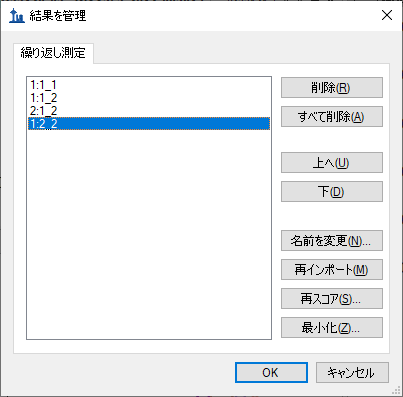 結果を管理
繰り返し測定
1:1_1
1:1_2
2:1_2
1:2_2
削除(R)
すべて削除(A)
上へ(U)
下(D)
名前を変更(N)...
再インポート(M)
再スコア(S)...
最小化(Z)...
OK
キャンセル